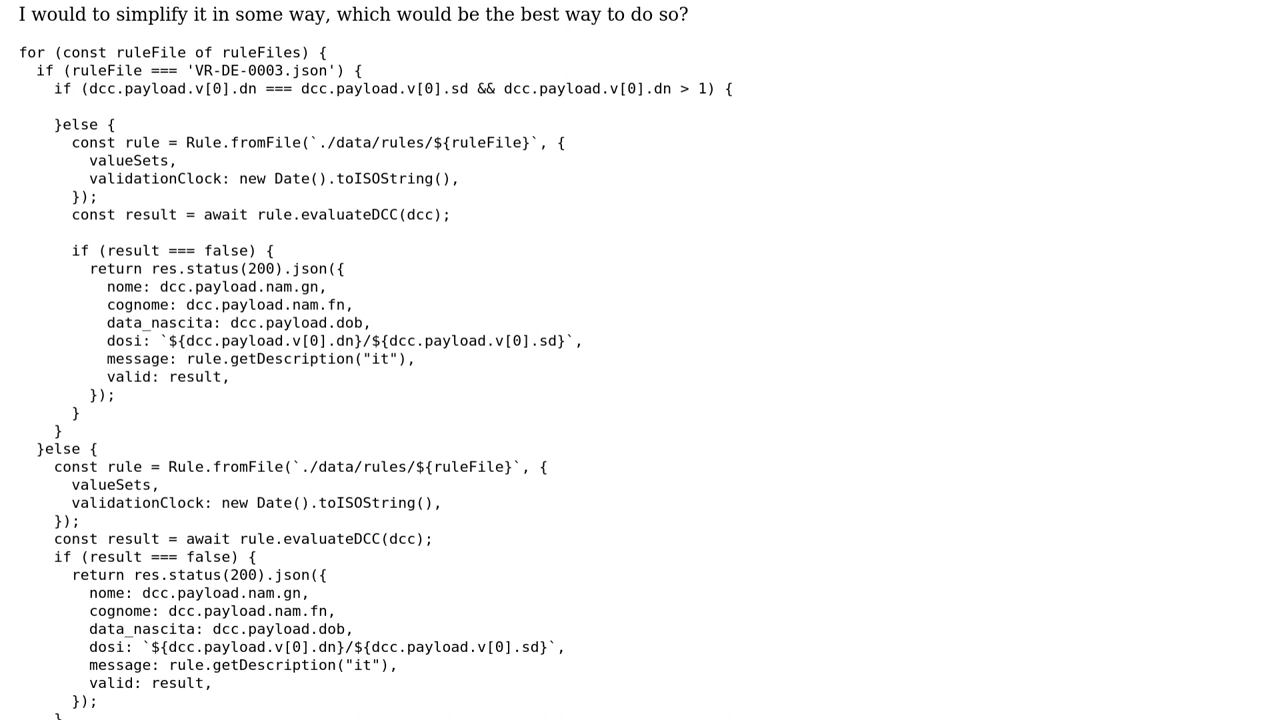 I would to simplify it in some way, which would be the best way to do so?
for (const ruleFile of ruleFiles) {
  if (ruleFile === 'VR-DE-0003.json') {
    if (dcc.payload.v[0].dn === dcc.payload.v[0].sd && dcc.payload.v[0].dn > 1) {

    }else {
      const rule = Rule.fromFile(`./data/rules/${ruleFile}`, {
        valueSets,
        validationClock: new Date().toISOString(),
      });
      const result = await rule.evaluateDCC(dcc);

      if (result === false) {
        return res.status(200).json({
          nome: dcc.payload.nam.gn,
          cognome: dcc.payload.nam.fn,
          data_nascita: dcc.payload.dob,
          dosi: `${dcc.payload.v[0].dn}/${dcc.payload.v[0].sd}`,
          message: rule.getDescription("it"),
          valid: result,
        });
      }
    }
  }else {
    const rule = Rule.fromFile(`./data/rules/${ruleFile}`, {
      valueSets,
      validationClock: new Date().toISOString(),
    });
    const result = await rule.evaluateDCC(dcc);
    if (result === false) {
      return res.status(200).json({
        nome: dcc.payload.nam.gn,
        cognome: dcc.payload.nam.fn,
        data_nascita: dcc.payload.dob,
        dosi: `${dcc.payload.v[0].dn}/${dcc.payload.v[0].sd}`,
        message: rule.getDescription("it"),
        valid: result,
      });
    }